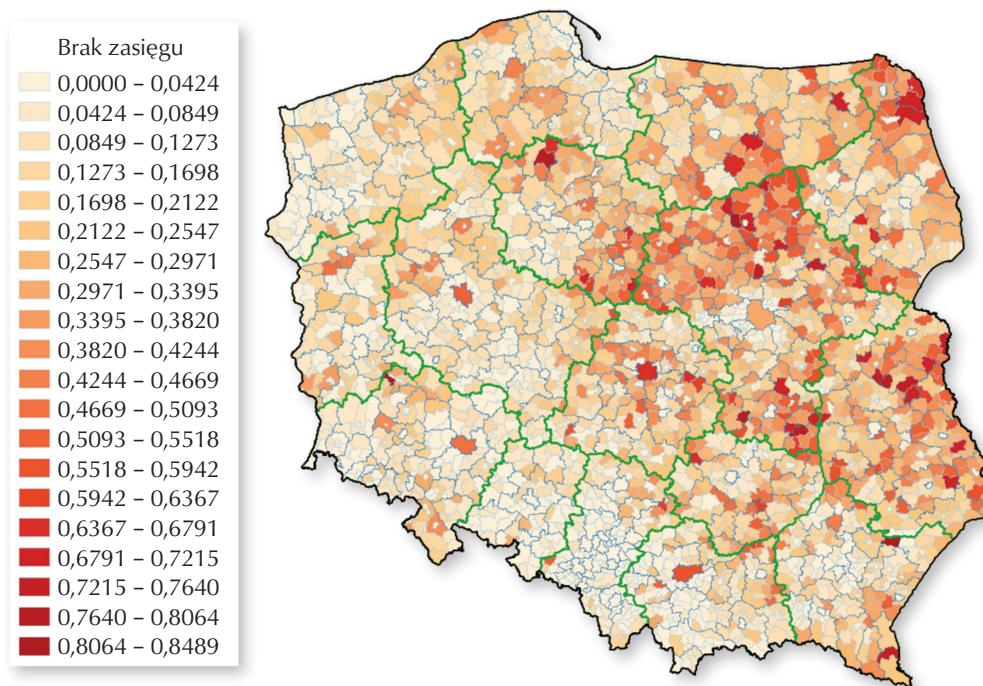 Brak zasięgu
0,0000 – 0,0424
0,0424 – 0,0849
0,0849 – 0,1273
0,1273 – 0,1698
0,1698 – 0,2122
0,2122 – 0,2547
0,2547 – 0,2971
0,2971 – 0,3395
0,3395 – 0,3820
0,3820 – 0,4244
0,4244 – 0,4669
0,4669 – 0,5093
0,5093 – 0,5518
0,5518 – 0,5942
0,5942 – 0,6367
0,6367 – 0,6791
0,6791 – 0,7215
0,7215 – 0,7640
0,7640 – 0,8064
0,8064 – 0,8489